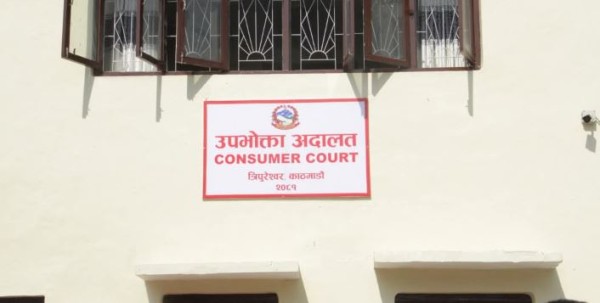 उपभोक्ता अदालत
CONSUMER COURT
त्रिपुरेश्वर, काठमाडौं
२०८१